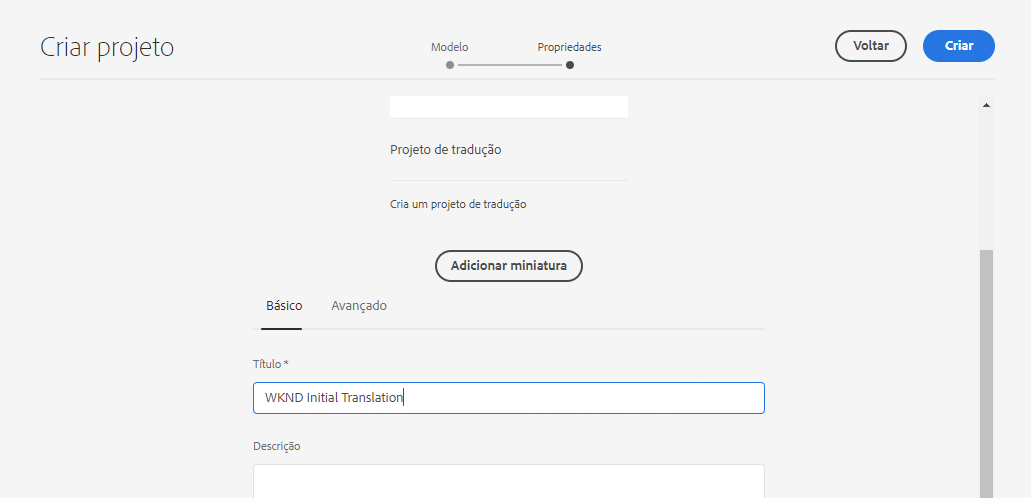 Criar projeto
Modelo
Propriedades
Voltar
Criar
Projeto de tradução
Cria um projeto de tradução
Adicionar miniatura
Básico
Avançado
Título *
WKND Initial Translation
Descrição